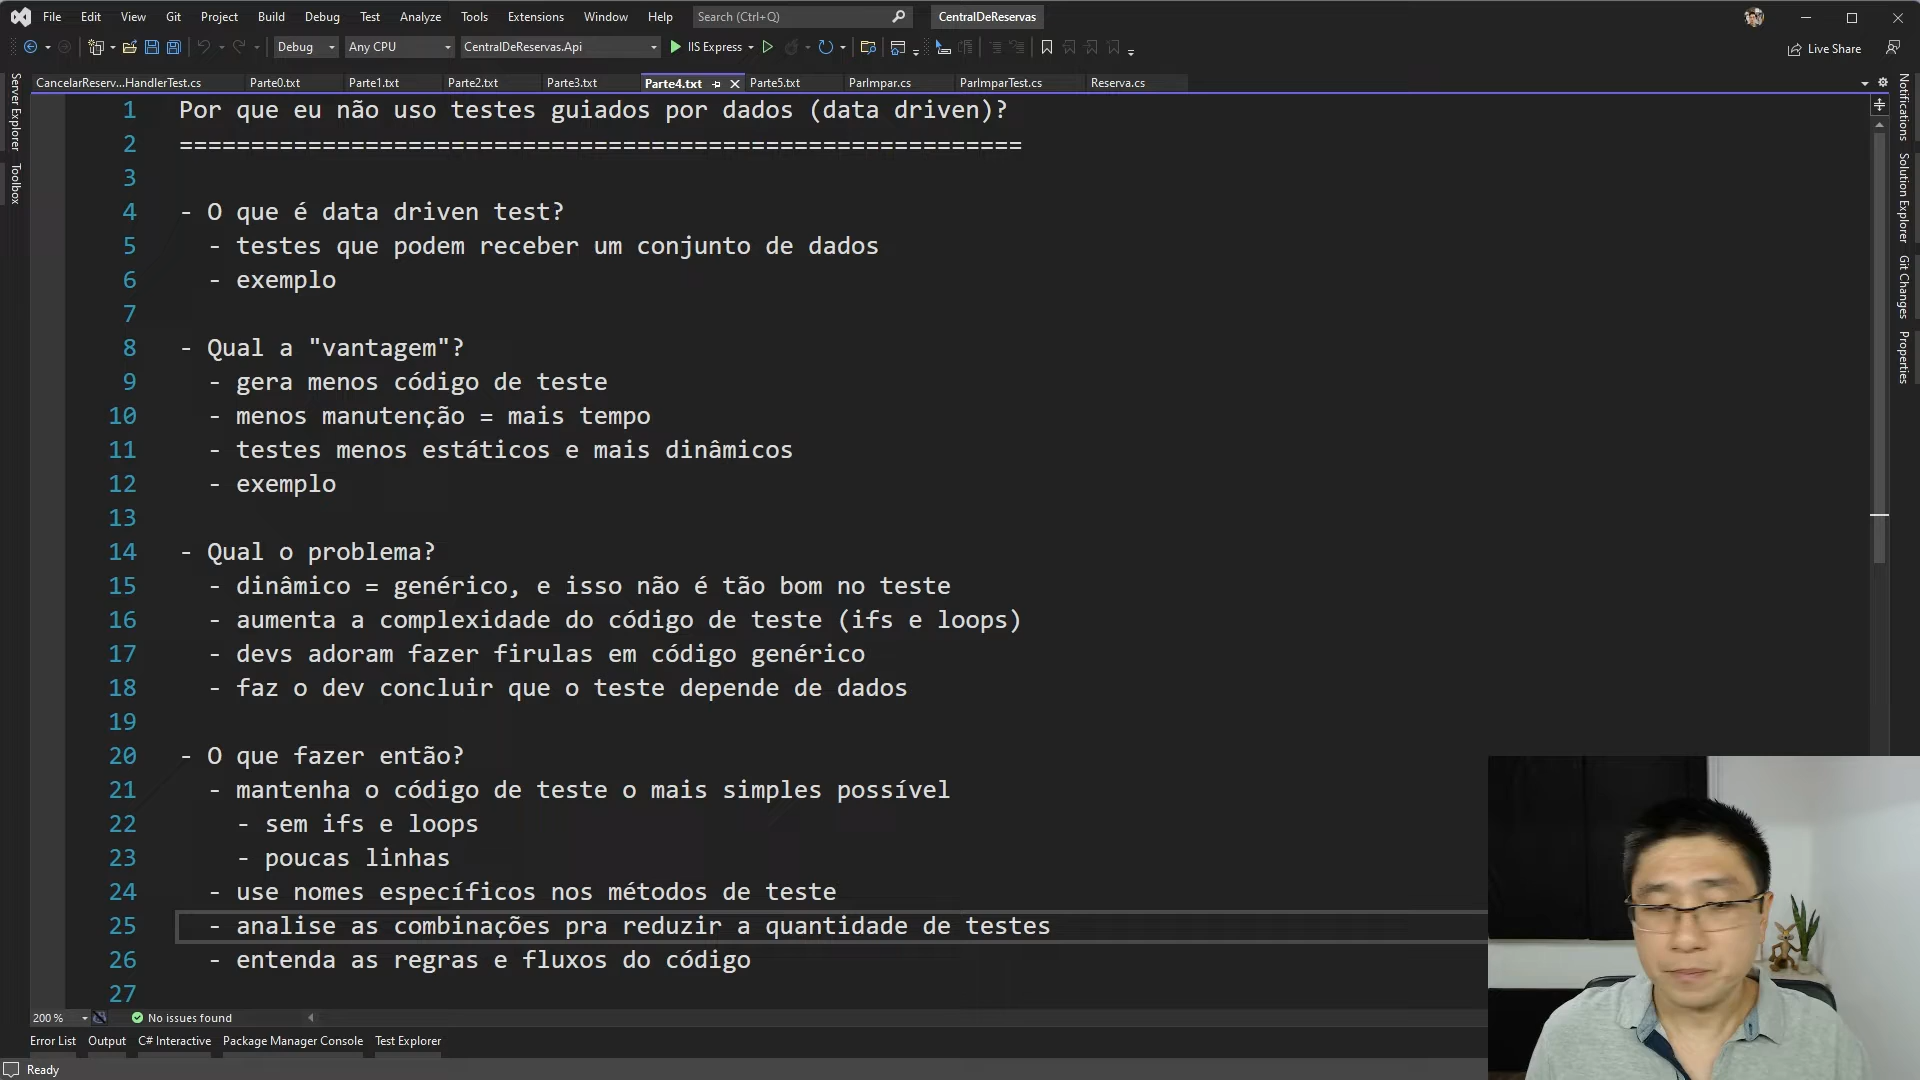 File Edit View Git Project Build Debug Test Analyze Tools Extensions Window Help Search (Ctrl+Q) CentralDeReservas
Debug Any CPU CentralDeReservas.Api IIS Express Live Share
CancelarReserv...HandlerTest.cs Parte0.txt Parte1.txt Parte2.txt Parte3.txt Parte4.txt Parte5.txt ParImpar.cs ParImparTest.cs Reserva.cs
Server Explorer
Toolbox
1 Por que eu não uso testes guiados por dados (data driven)?
2 ===========================================================
3
4 - O que é data driven test?
5 - testes que podem receber um conjunto de dados
6 - exemplo
7
8 - Qual a "vantagem"?
9 - gera menos código de teste
10 - menos manutenção = mais tempo
11 - testes menos estáticos e mais dinâmicos
12 - exemplo
13
14 - Qual o problema?
15 - dinâmico = genérico, e isso não é tão bom no teste
16 - aumenta a complexidade do código de teste (ifs e loops)
17 - devs adoram fazer firulas em código genérico
18 - faz o dev concluir que o teste depende de dados
19
20 - O que fazer então?
21 - mantenha o código de teste o mais simples possível
22 - sem ifs e loops
23 - poucas linhas
24 - use nomes específicos nos métodos de teste
25 - analise as combinações pra reduzir a quantidade de testes
26 - entenda as regras e fluxos do código
27
Notifications
Solution Explorer
Git Changes
Properties
200 % No issues found
Error List Output C# Interactive Package Manager Console Test Explorer
Ready